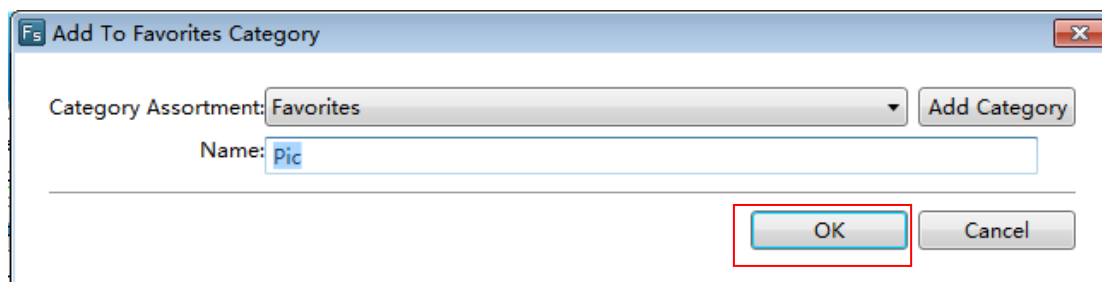 Fs Add To Favorites Category
Category Assortment: Favorites Add Category
Name: Pic
OK Cancel